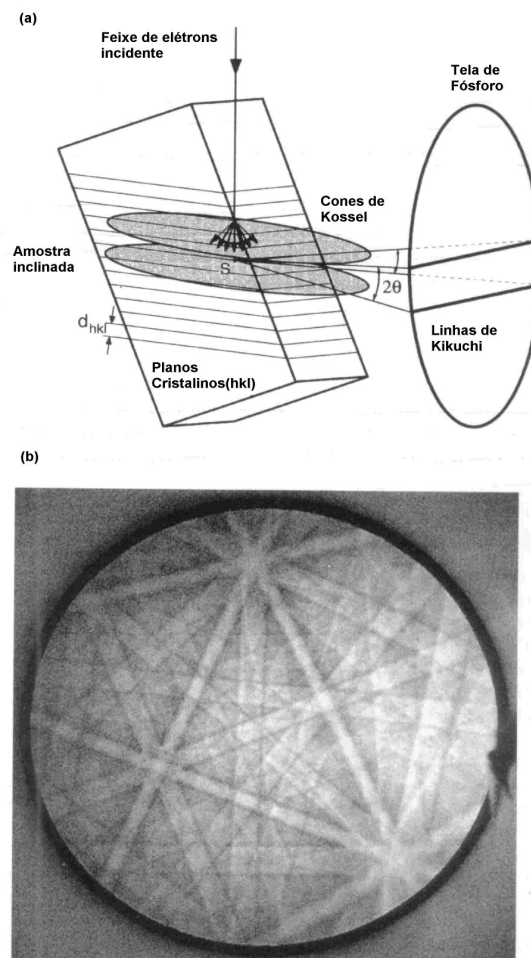 (a)
Feixe de elétrons
incidente
Tela de
Fósforo
Cones de
Kossel
Amostra
inclinada
S
2θ
d hkl
Linhas de
Kikuchi
Planos
Cristalinos(hkl)
(b)